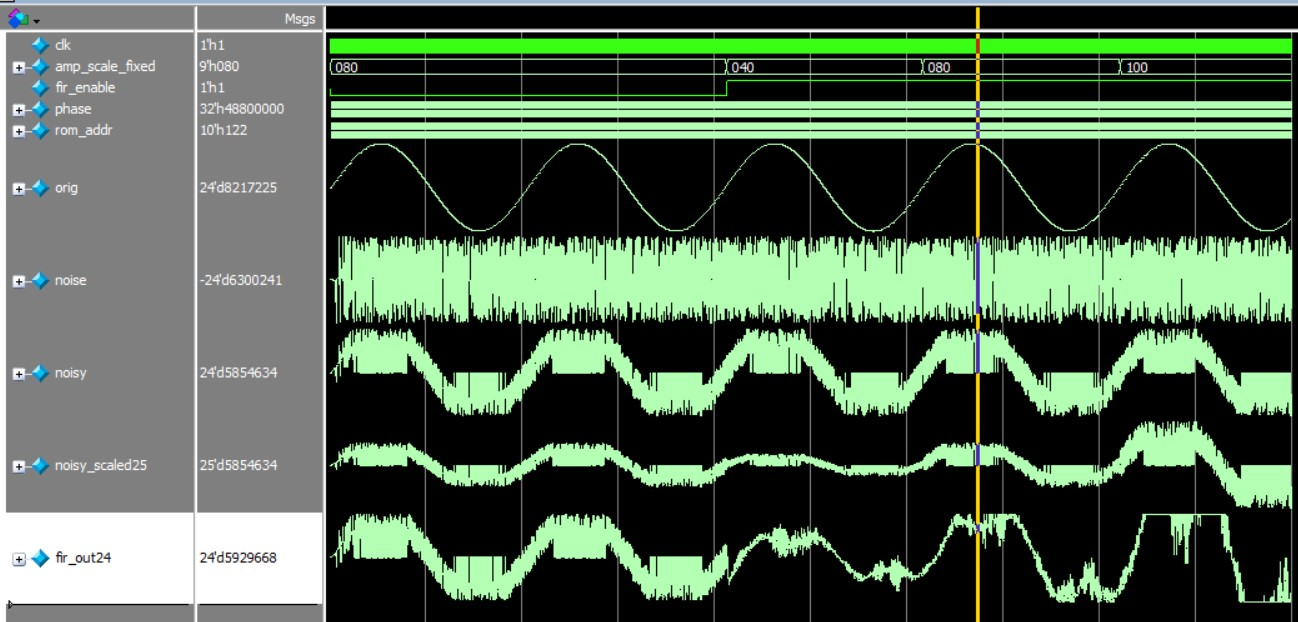 Msgs
clk 1'h1
amp_scale_fixed 9'h080 080 040 080 100
fir_enable 1'h1
phase 32'h48800000
rom_addr 10'h122
orig 24'd8217225
noise -24'd6300241
noisy 24'd5854634
noisy_scaled25 25'd5854634
fir_out24 24'd5929668